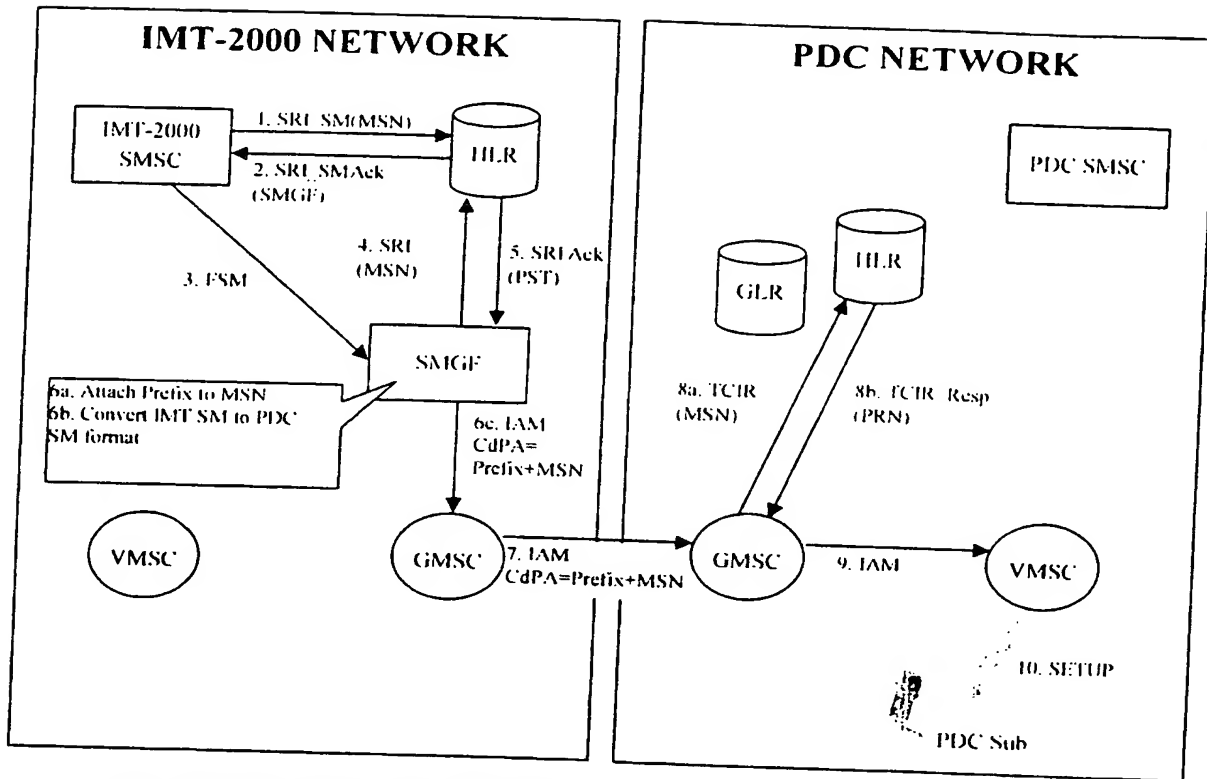 IMT-2000 NETWORK
IMT-2000
SMSC
1. SRI_SM(MSN)
2. SRI_SMAck
(SMGF)
HLR
3. FSM
4. SRI
(MSN)
5. SRI Ack
(PST)
SMGF
6a. Attach Prefix to MSN
6b. Convert IMT SM to PDC
SM format
6c. IAM
CdPA=
Prefix+MSN
VMSC
GMSC
7. IAM
CdPA=Prefix+MSN
PDC NETWORK
PDC SMSC
HLR
GLR
8a. TCIR
(MSN)
8b. TCIR_Resp
(PRN)
GMSC
9. IAM
VMSC
10. SETUP
PDC Sub